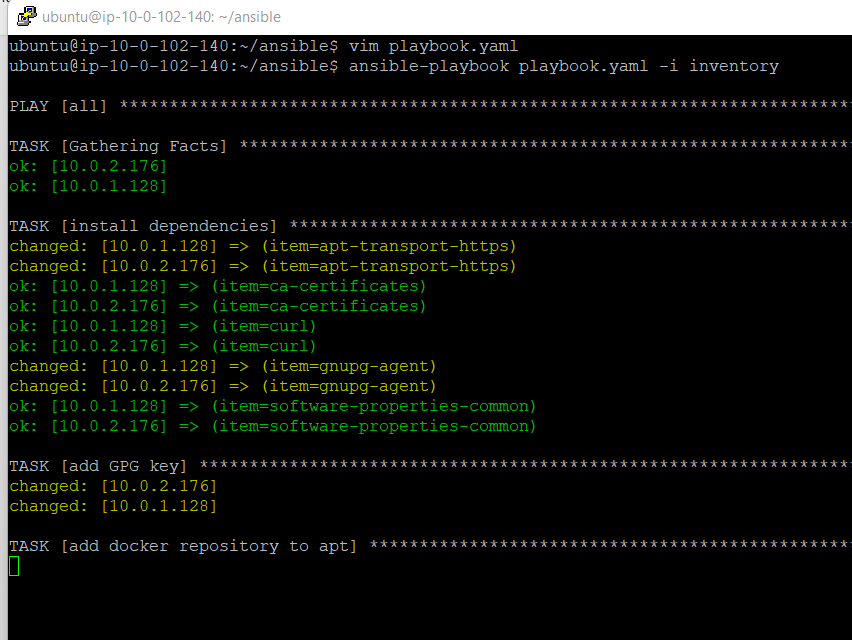 ubuntu@ip-10-0-102-140: ~/ansible
ubuntu@ip-10-0-102-140:~/ansible$ vim playbook.yaml
ubuntu@ip-10-0-102-140:~/ansible$ ansible-playbook playbook.yaml -i inventory
PLAY [all] *************************************************************************
TASK [Gathering Facts] *************************************************************
ok: [10.0.2.176]
ok: [10.0.1.128]
TASK [install dependencies] ********************************************************
changed: [10.0.1.128] => (item=apt-transport-https)
changed: [10.0.2.176] => (item=apt-transport-https)
ok: [10.0.1.128] => (item=ca-certificates)
ok: [10.0.2.176] => (item=ca-certificates)
ok: [10.0.1.128] => (item=curl)
ok: [10.0.2.176] => (item=curl)
changed: [10.0.1.128] => (item=gnupg-agent)
changed: [10.0.2.176] => (item=gnupg-agent)
ok: [10.0.1.128] => (item=software-properties-common)
ok: [10.0.2.176] => (item=software-properties-common)
TASK [add GPG key] *****************************************************************
changed: [10.0.2.176]
changed: [10.0.1.128]
TASK [add docker repository to apt] ************************************************